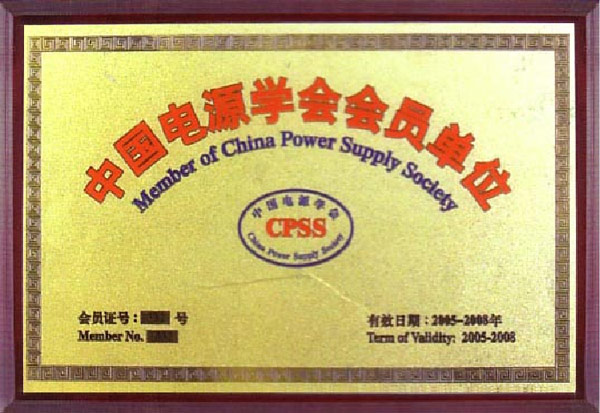 中国电源学会会员单位
Member of China Power Supply Society
中国电源学会
CPSS
China Power Supply Society
会员证号： 号
Member No.
有效日期：2005-2008年
Term of Validity: 2005-2008